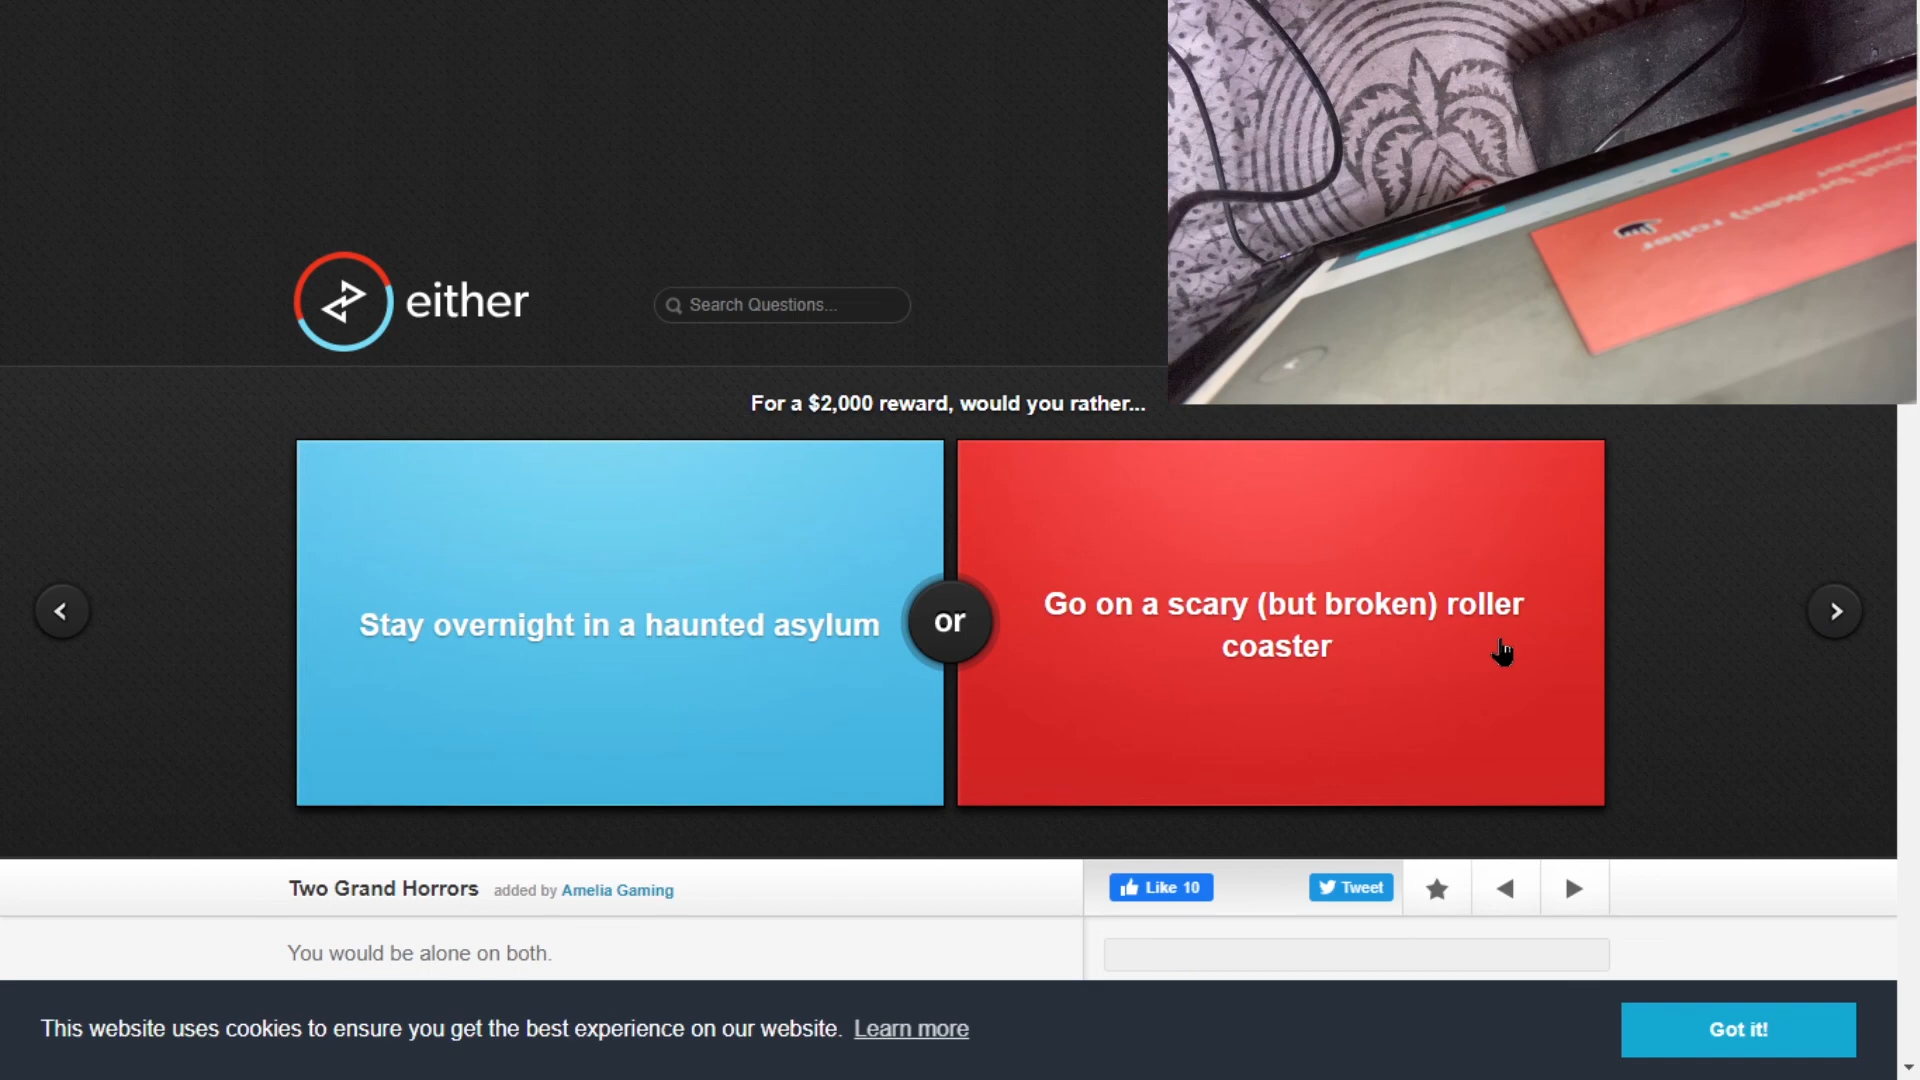 either
Search Questions...
For a $2,000 reward, would you rather...
Stay overnight in a haunted asylum
or
Go on a scary (but broken) roller
coaster
Two Grand Horrors added by Amelia Gaming
Like 10
Tweet
You would be alone on both.
This website uses cookies to ensure you get the best experience on our website. Learn more
Got it!
broken) roller
coaster